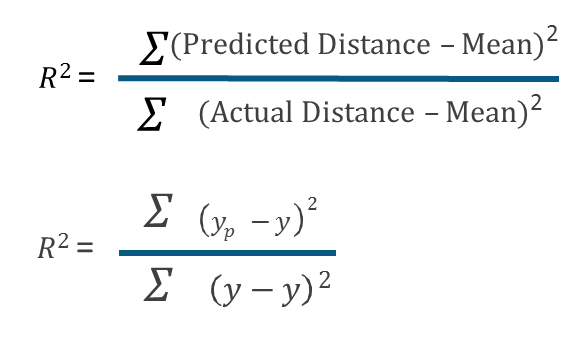 R² = Σ(Predicted Distance – Mean)²
Σ (Actual Distance – Mean)²
R² = Σ (yₚ – y)²
Σ (y – y)²